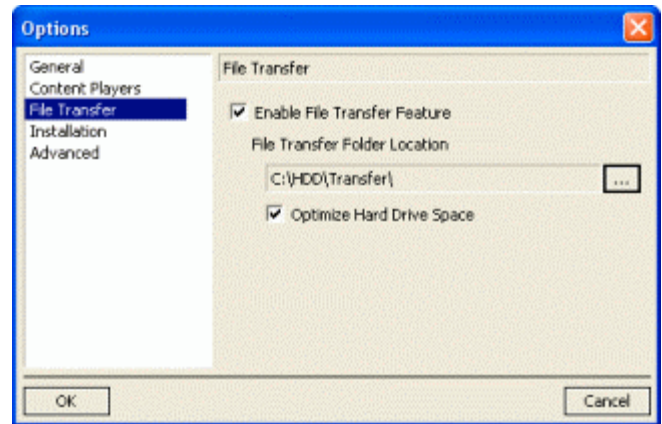 Options
General
Content Players
File Transfer
Installation
Advanced
File Transfer
Enable File Transfer Feature
File Transfer Folder Location
C:\HDD\Transfer\
...
Optimize Hard Drive Space
OK
Cancel